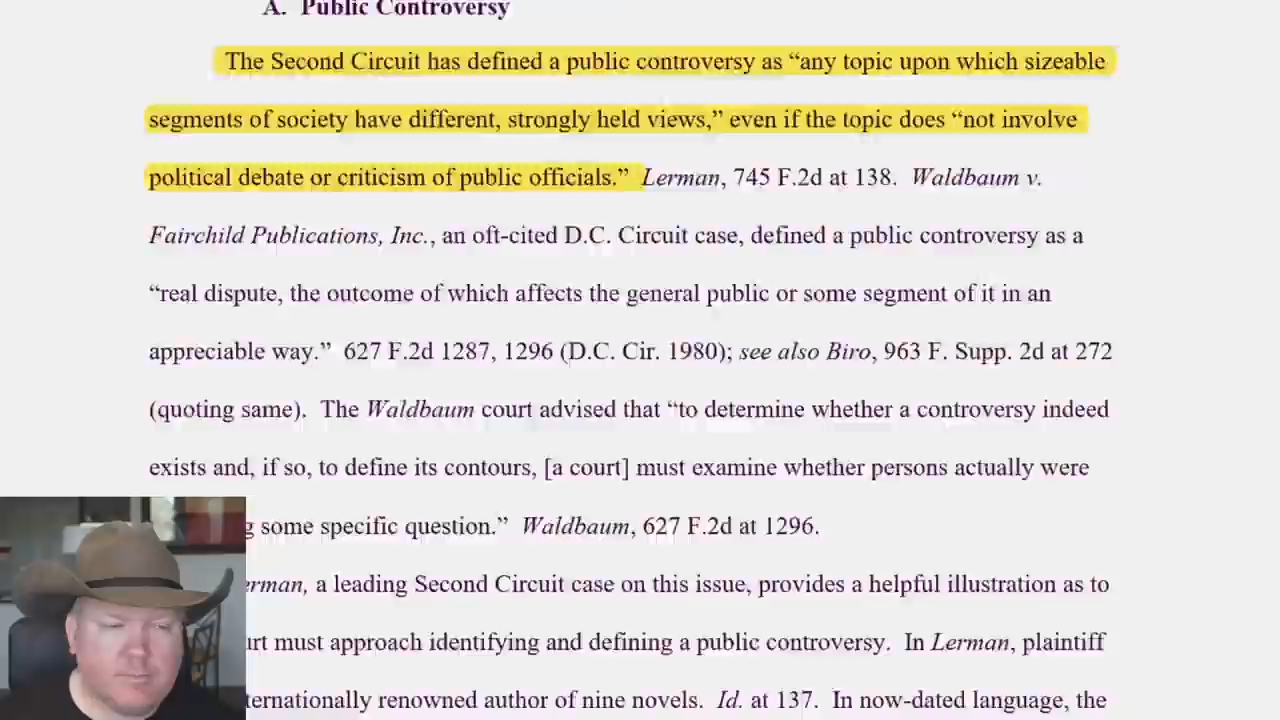 A. Public Controversy
The Second Circuit has defined a public controversy as “any topic upon which sizeable
segments of society have different, strongly held views,” even if the topic does “not involve
political debate or criticism of public officials.” Lerman, 745 F.2d at 138. Waldbaum v.
Fairchild Publications, Inc., an oft-cited D.C. Circuit case, defined a public controversy as a
“real dispute, the outcome of which affects the general public or some segment of it in an
appreciable way.” 627 F.2d 1287, 1296 (D.C. Cir. 1980); see also Biro, 963 F. Supp. 2d at 272
(quoting same). The Waldbaum court advised that “to determine whether a controversy indeed
exists and, if so, to define its contours, [a court] must examine whether persons actually were
some specific question.” Waldbaum, 627 F.2d at 1296.
erman, a leading Second Circuit case on this issue, provides a helpful illustration as to
urt must approach identifying and defining a public controversy. In Lerman, plaintiff
ternationally renowned author of nine novels. Id. at 137. In now-dated language, the